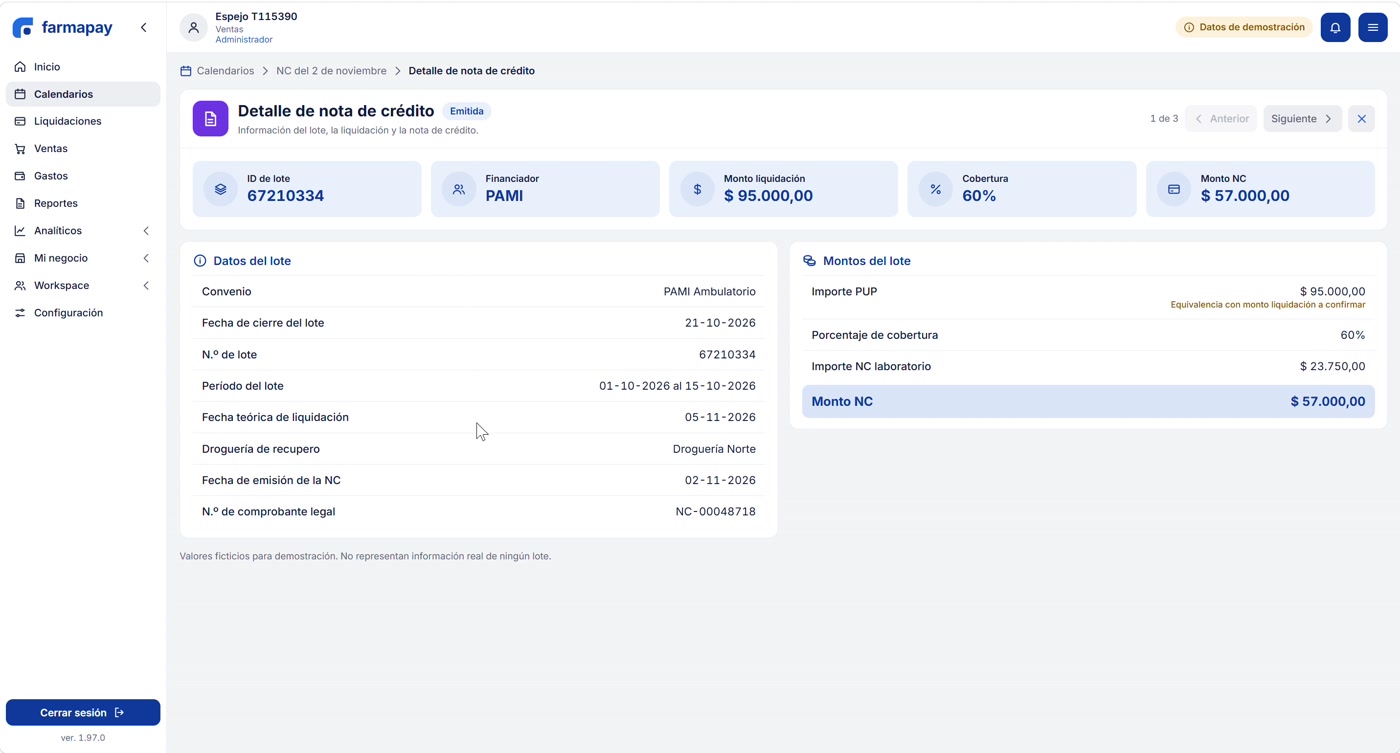 farmapay
Espejo T115390
Ventas
Administrador
Datos de demostración
Inicio
Calendarios
Liquidaciones
Ventas
Gastos
Reportes
Analíticos
Mi negocio
Workspace
Configuración
Cerrar sesión
ver. 1.97.0
Calendarios > NC del 2 de noviembre > Detalle de nota de crédito
Detalle de nota de crédito Emitida
Información del lote, la liquidación y la nota de crédito.
1 de 3 Anterior Siguiente
ID de lote
67210334
Financiador
PAMI
Monto liquidación
$ 95.000,00
Cobertura
60%
Monto NC
$ 57.000,00
Datos del lote
Convenio PAMI Ambulatorio
Fecha de cierre del lote 21-10-2026
N.º de lote 67210334
Período del lote 01-10-2026 al 15-10-2026
Fecha teórica de liquidación 05-11-2026
Droguería de recupero Droguería Norte
Fecha de emisión de la NC 02-11-2026
N.º de comprobante legal NC-00048718
Montos del lote
Importe PUP $ 95.000,00
Equivalencia con monto liquidación a confirmar
Porcentaje de cobertura 60%
Importe NC laboratorio $ 23.750,00
Monto NC $ 57.000,00
Valores ficticios para demostración. No representan información real de ningún lote.